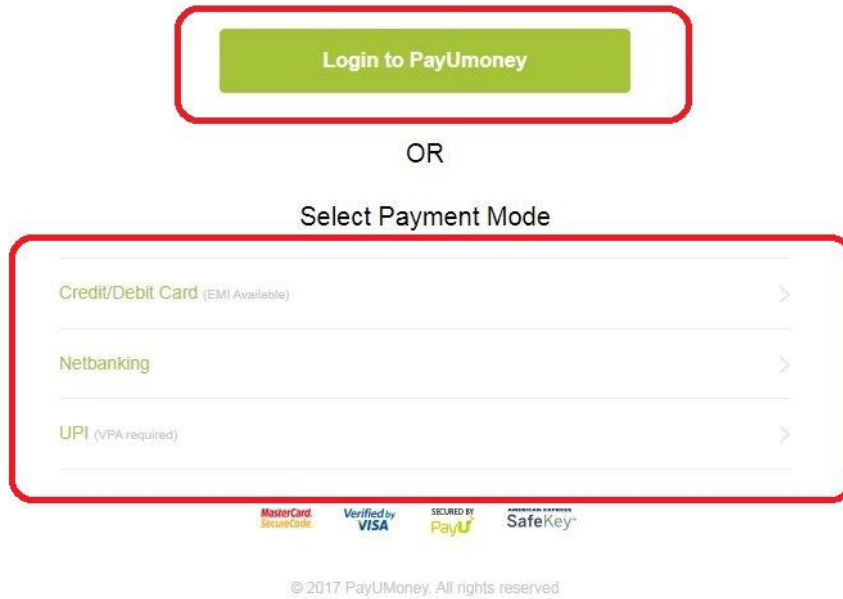 Login to PayUmoney
OR
Select Payment Mode
Credit/Debit Card (EMI Available)
Netbanking
UPI (VPA required)
MasterCard. Verified by SECURED BY AMERICAN EXPRESS
SecureCode. VISA PayU SafeKey
© 2017 PayUMoney. All rights reserved